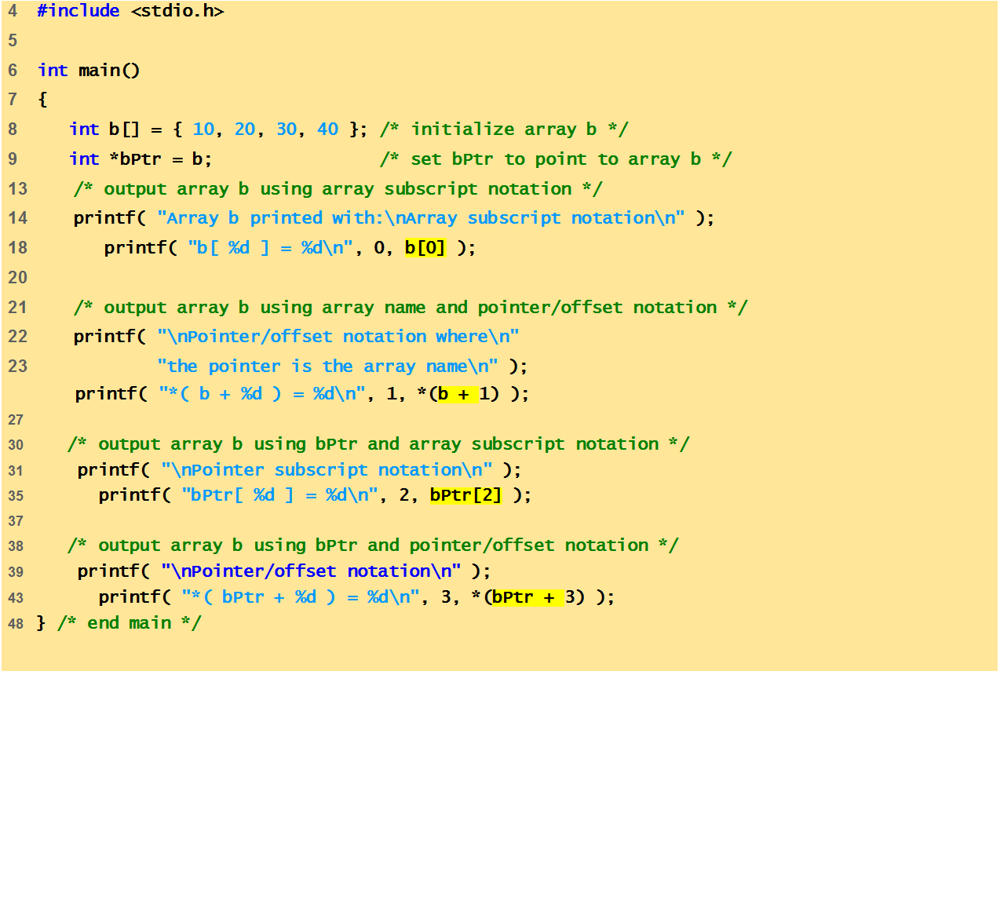 4 #include <stdio.h>
5
6 int main()
7 {
8 int b[] = { 10, 20, 30, 40 }; /* initialize array b */
9 int *bPtr = b; /* set bPtr to point to array b */
13 /* output array b using array subscript notation */
14 printf( "Array b printed with:\nArray subscript notation\n" );
18 printf( "b[ %d ] = %d\n", 0, b[0] );
20
21 /* output array b using array name and pointer/offset notation */
22 printf( "\nPointer/offset notation where\n"
23 "the pointer is the array name\n" );
printf( "*( b + %d ) = %d\n", 1, *(b + 1) );
27
30 /* output array b using bPtr and array subscript notation */
31 printf( "\nPointer subscript notation\n" );
35 printf( "bPtr[ %d ] = %d\n", 2, bPtr[2] );
37
38 /* output array b using bPtr and pointer/offset notation */
39 printf( "\nPointer/offset notation\n" );
43 printf( "*( bPtr + %d ) = %d\n", 3, *(bPtr + 3) );
48 } /* end main */